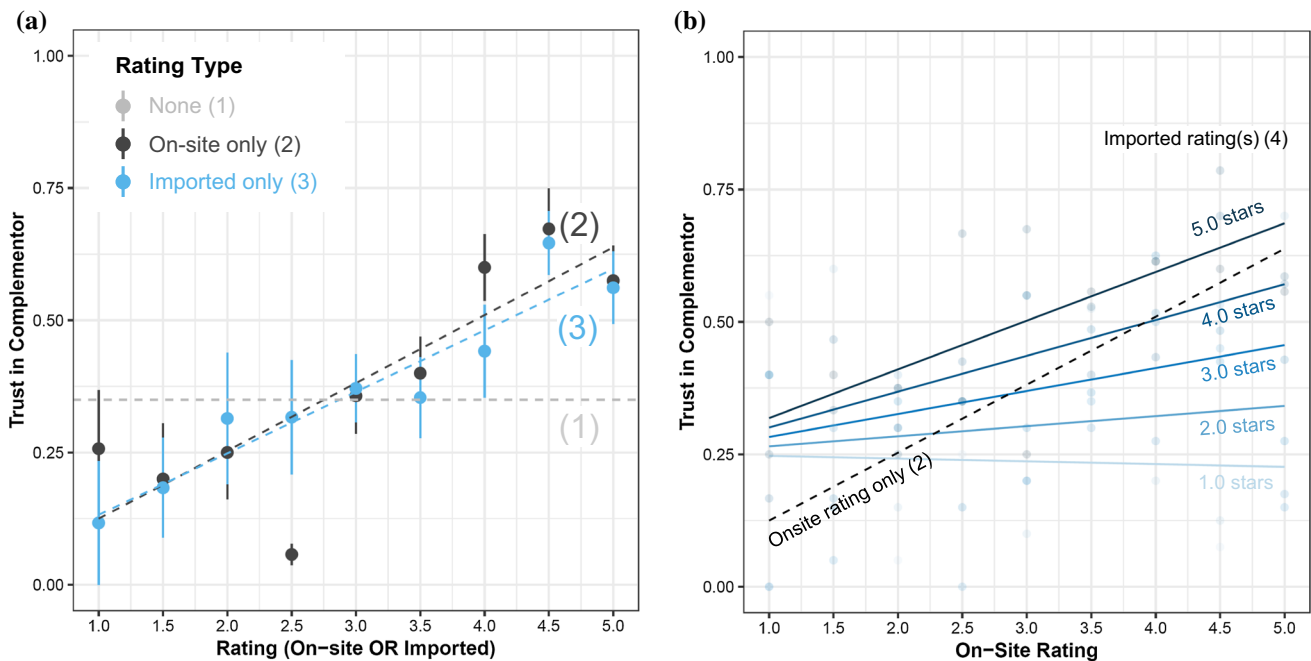 (a)
1.00
0.75
0.50
0.25
0.00
Trust in Complementor
Rating Type
None (1)
On-site only (2)
Imported only (3)
(2)
(3)
(1)
1.0 1.5 2.0 2.5 3.0 3.5 4.0 4.5 5.0
Rating (On−site OR Imported)
(b)
1.00
0.75
0.50
0.25
0.00
Trust in Complementor
Imported rating(s) (4)
5.0 stars
4.0 stars
3.0 stars
2.0 stars
1.0 stars
Onsite rating only (2)
1.0 1.5 2.0 2.5 3.0 3.5 4.0 4.5 5.0
On−Site Rating